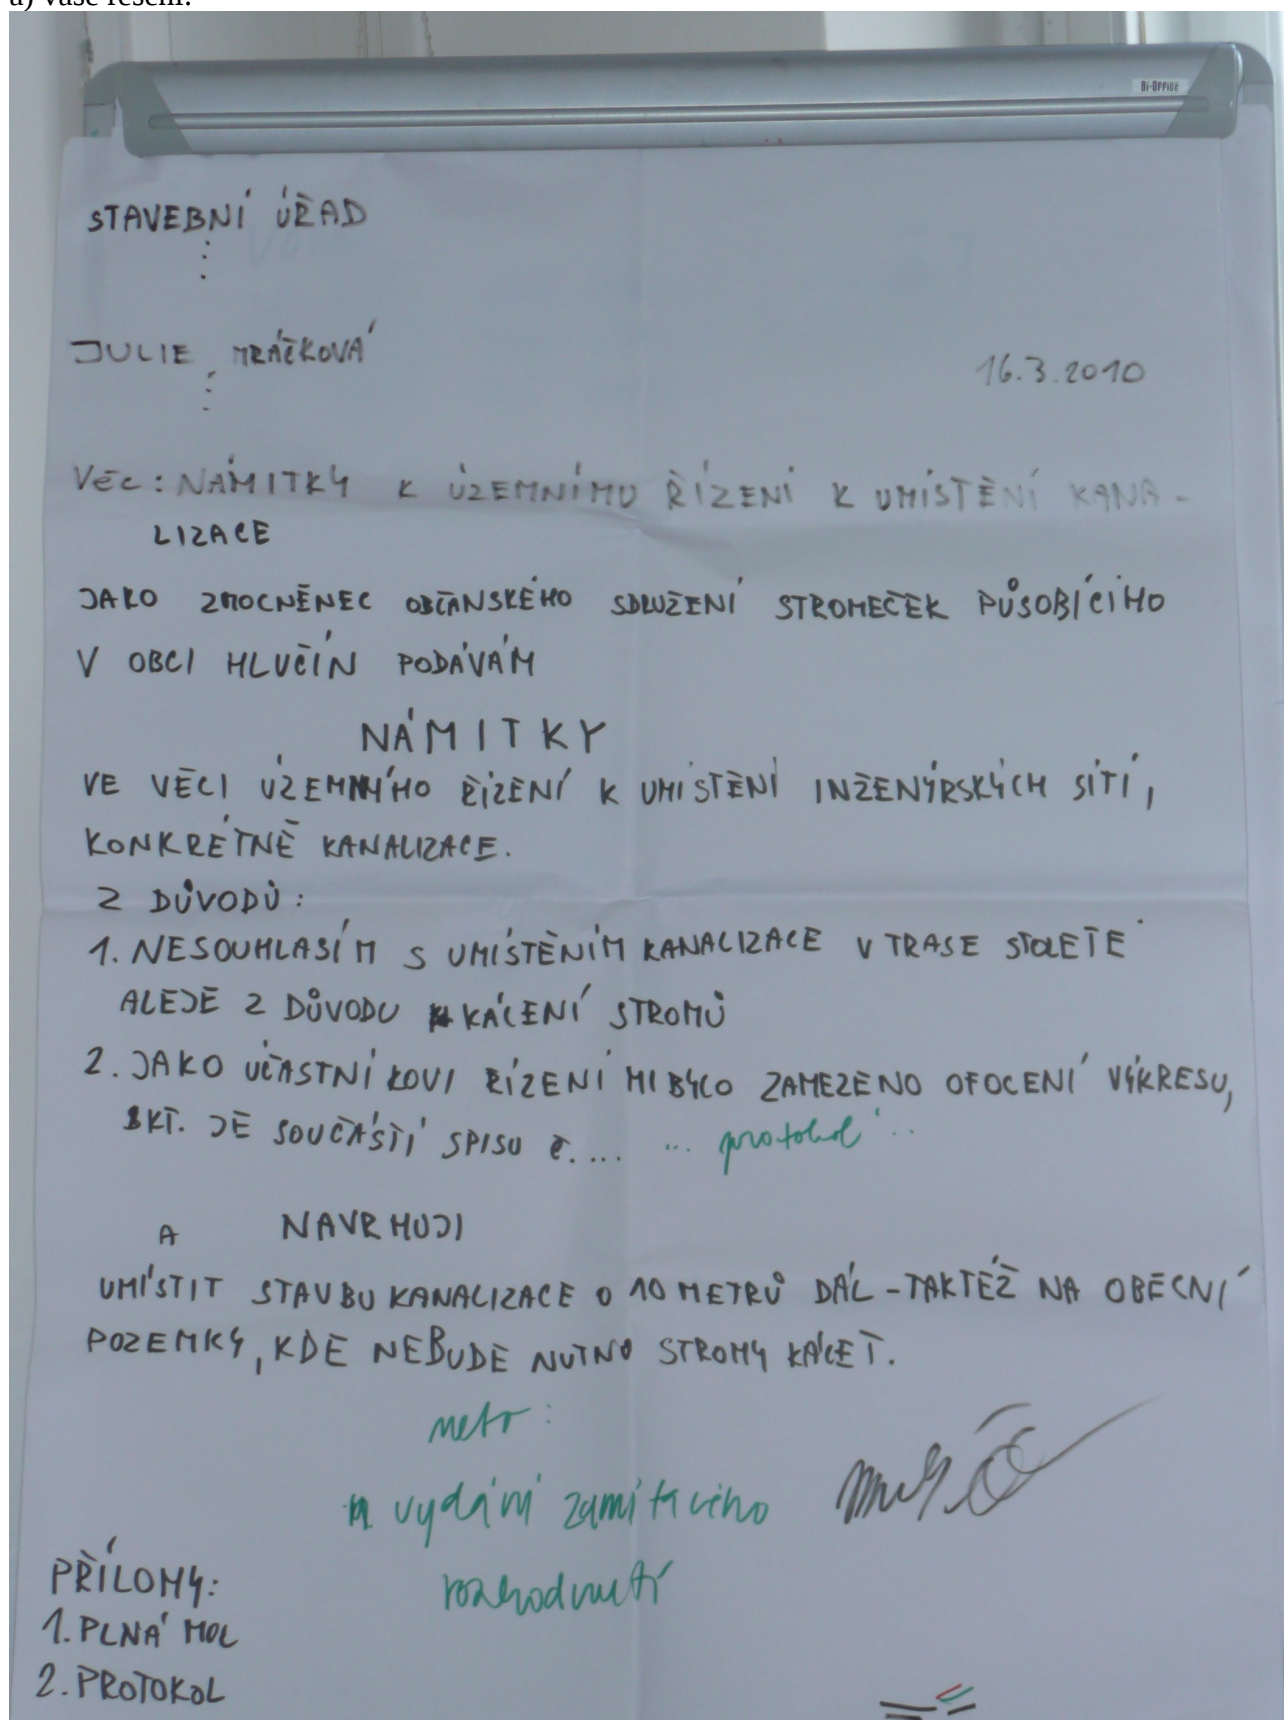 a) Vaše řešení:
Bi-Office
STAVEBNÍ ÚŘAD
⋮
JULIE MRÁČKOVÁ
⋮
16.3.2010
Věc: NÁMITKY K ÚZEMNÍMU ŘÍZENÍ K UMÍSTĚNÍ KANA-
LIZACE
JAKO ZMOCNĚNEC OBČANSKÉHO SDRUŽENÍ STROMEČEK PŮSOBÍCÍHO
V OBCI HLUČÍN PODÁVÁM
NÁMITKY
VE VĚCI ÚZEMNÍHO ŘÍZENÍ K UMÍSTĚNÍ INŽENÝRSKÝCH SÍTÍ,
KONKRÉTNĚ KANALIZACE.
Z DŮVODŮ:
1. NESOUHLASÍM S UMÍSTĚNÍM KANALIZACE V TRASE STOLETÉ
ALEJE Z DŮVODU KÁCENÍ STROMŮ
2. JAKO ÚČASTNÍKOVI ŘÍZENÍ MI BYLO ZAMEZENO OFOCENÍ VÝKRESU,
KT. JE SOUČÁSTÍ SPISU Č. ... ... protokol ...
A NAVRHUJI
UMÍSTIT STAVBU KANALIZACE O 10 METRŮ DÁL - TAKTÉŽ NA OBECNÍ
POZEMKY, KDE NEBUDE NUTNO STROMY KÁCET.
nebo:
vydání zamítavého
rozhodnutí
PŘÍLOHY:
1. PLNÁ MOC
2. PROTOKOL